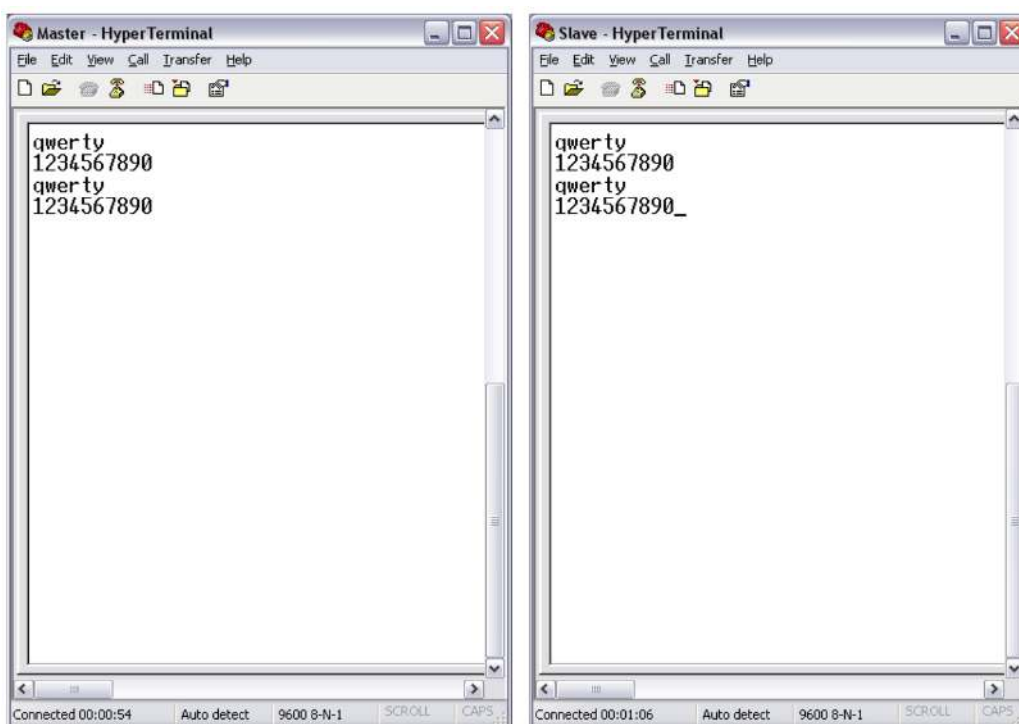 Master - HyperTerminal
File Edit View Call Transfer Help
qwerty
1234567890
qwerty
1234567890
Connected 00:00:54 Auto detect 9600 8-N-1 SCROLL CAPS
Slave - HyperTerminal
File Edit View Call Transfer Help
qwerty
1234567890
qwerty
1234567890_
Connected 00:01:06 Auto detect 9600 8-N-1 SCROLL CAPS